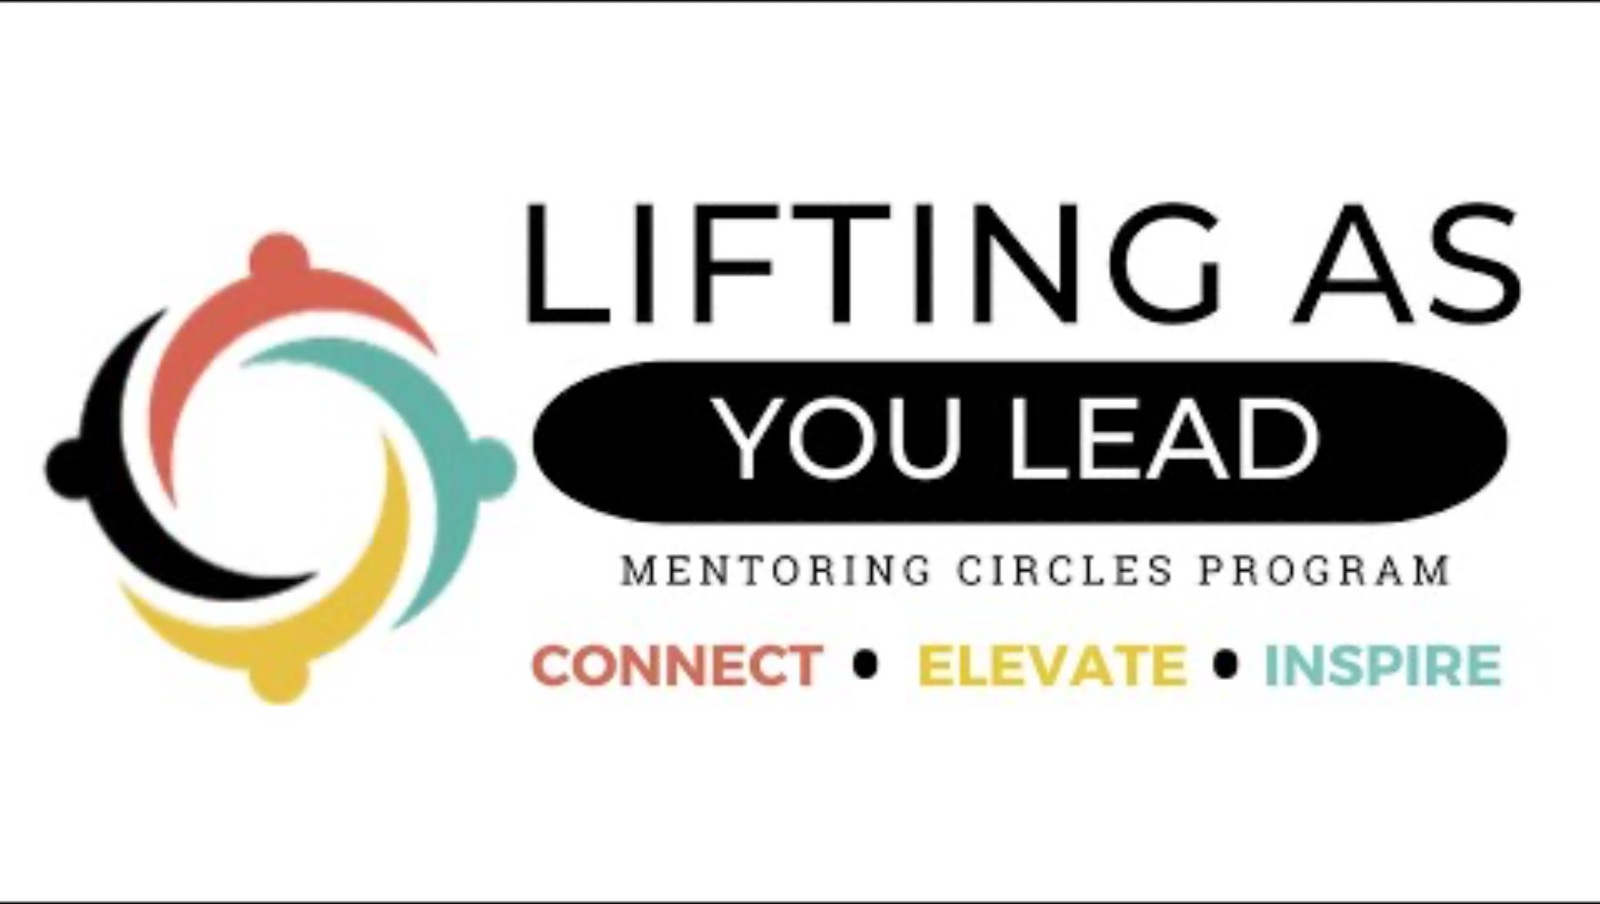 LIFTING AS
YOU LEAD
MENTORING CIRCLES PROGRAM
CONNECT • ELEVATE • INSPIRE